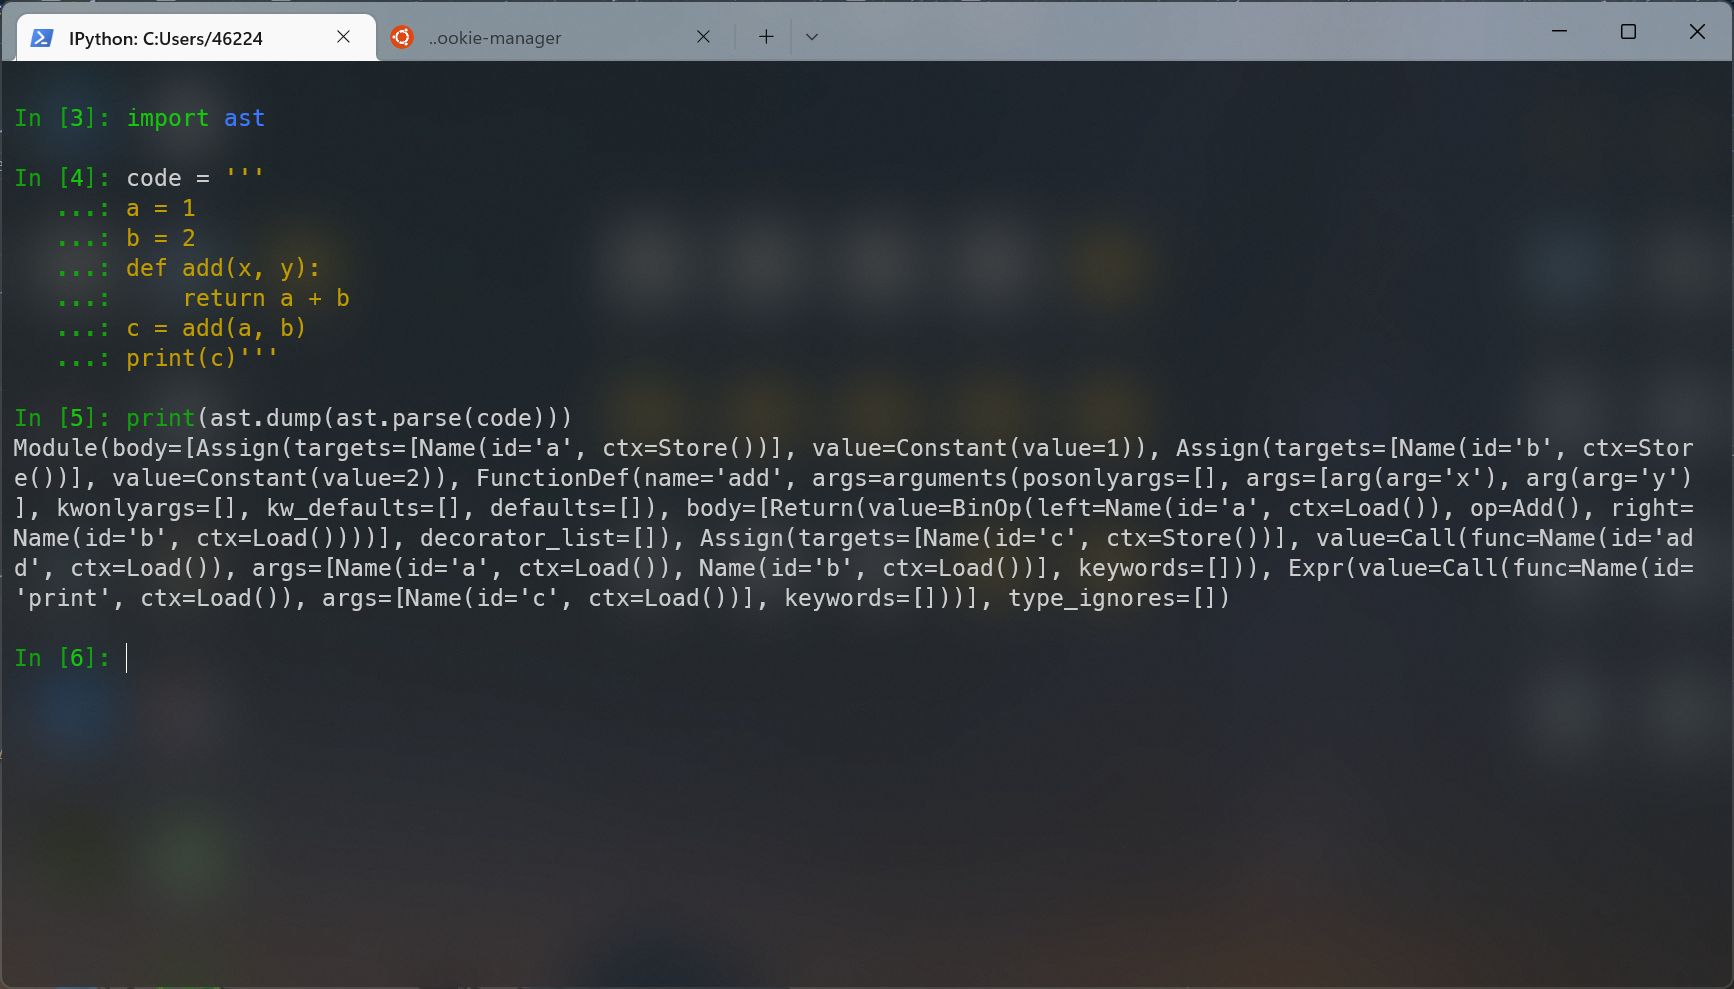 IPython: C:Users/46224
..ookie-manager
In [3]: import ast
In [4]: code = '''
   ...: a = 1
   ...: b = 2
   ...: def add(x, y):
   ...:     return a + b
   ...: c = add(a, b)
   ...: print(c)'''
In [5]: print(ast.dump(ast.parse(code)))
Module(body=[Assign(targets=[Name(id='a', ctx=Store())], value=Constant(value=1)), Assign(targets=[Name(id='b', ctx=Stor
e())], value=Constant(value=2)), FunctionDef(name='add', args=arguments(posonlyargs=[], args=[arg(arg='x'), arg(arg='y')
], kwonlyargs=[], kw_defaults=[], defaults=[]), body=[Return(value=BinOp(left=Name(id='a', ctx=Load()), op=Add(), right=
Name(id='b', ctx=Load())))], decorator_list=[]), Assign(targets=[Name(id='c', ctx=Store())], value=Call(func=Name(id='ad
d', ctx=Load()), args=[Name(id='a', ctx=Load()), Name(id='b', ctx=Load())], keywords=[])), Expr(value=Call(func=Name(id=
'print', ctx=Load()), args=[Name(id='c', ctx=Load())], keywords=[]))], type_ignores=[])
In [6]: